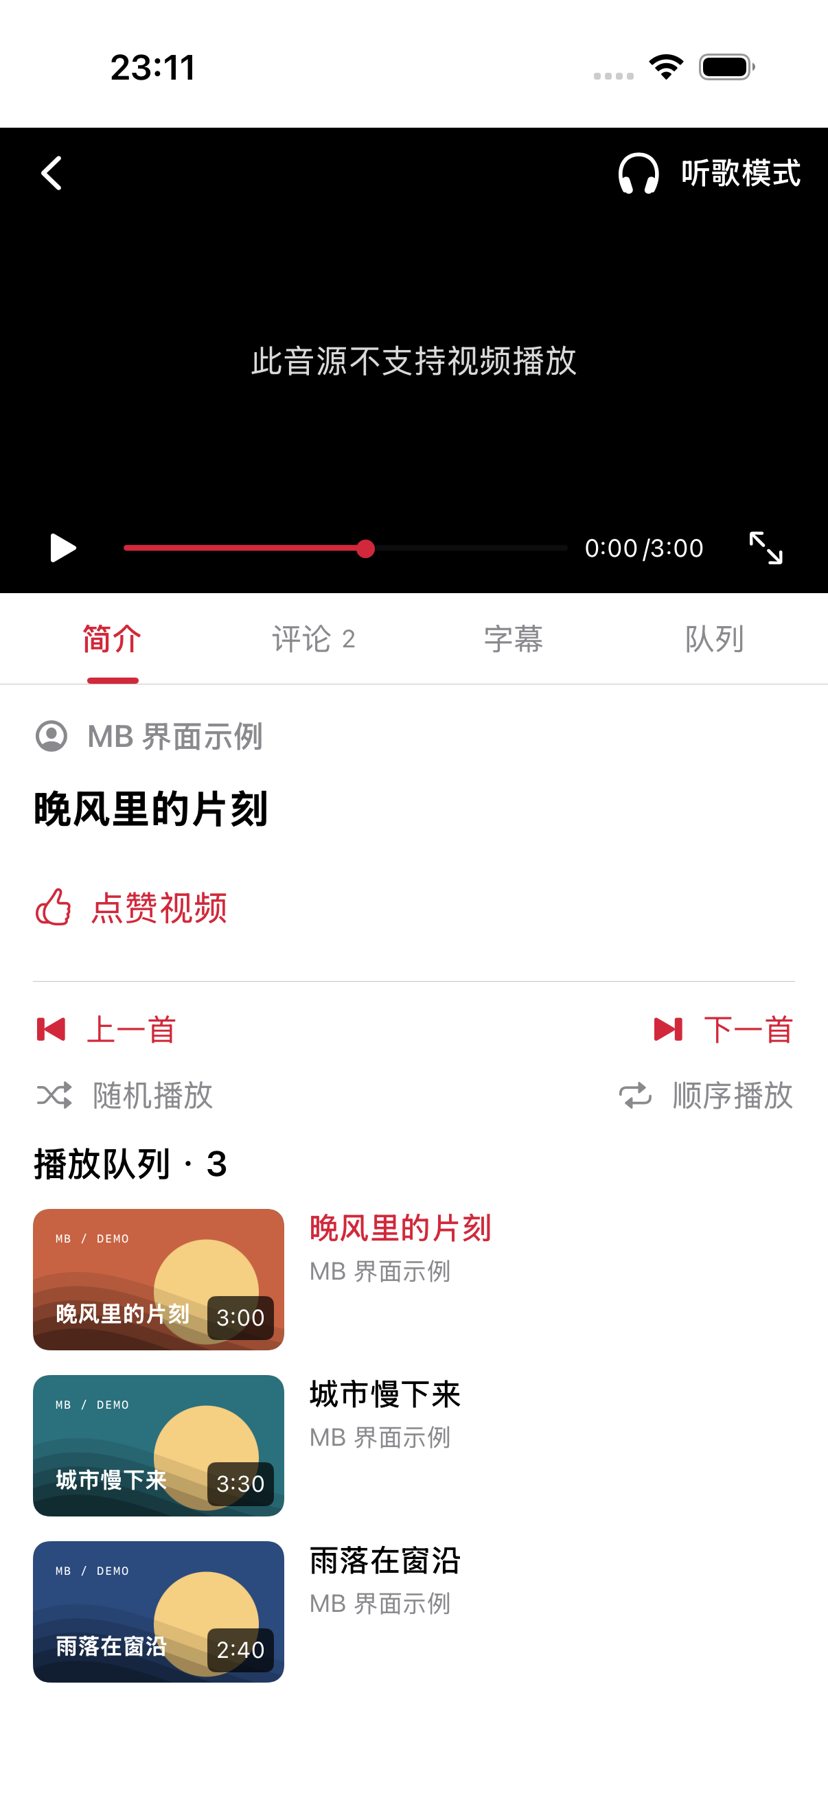 23:11
听歌模式
此音源不支持视频播放
0:00 /3:00
简介 评论 2 字幕 队列
MB 界面示例
晚风里的片刻
点赞视频
上一首 下一首
随机播放 顺序播放
播放队列 · 3
MB / DEMO
晚风里的片刻
3:00
晚风里的片刻
MB 界面示例
MB / DEMO
城市慢下来
3:30
城市慢下来
MB 界面示例
MB / DEMO
雨落在窗沿
2:40
雨落在窗沿
MB 界面示例